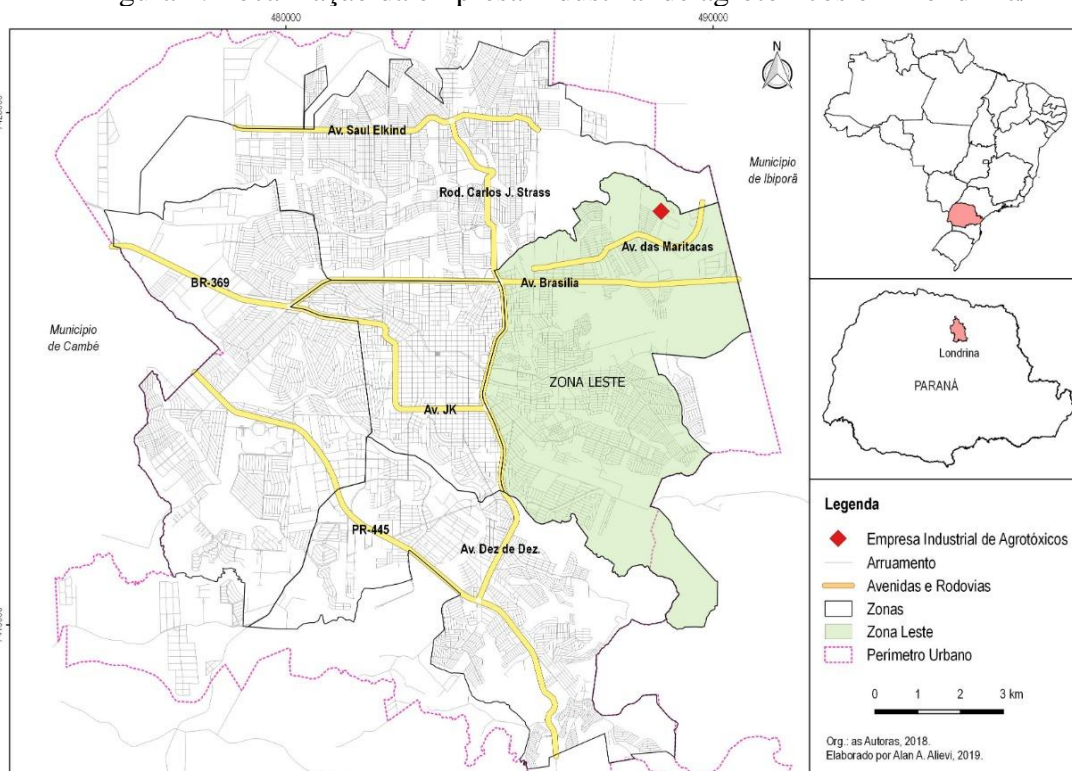 480000
490000
N
Av. Saul Elkind
Município
de Ibiporã
Rod. Carlos J. Strass
Av. das Maritacas
BR-369
Av. Brasília
Município
de Cambé
ZONA LESTE
Av. JK
PR-445
Av. Dez de Dez.
Londrina
PARANÁ
Legenda
Empresa Industrial de Agrotóxicos
Arruamento
Avenidas e Rodovias
Zonas
Zona Leste
Perímetro Urbano
0 1 2 3 km
Org.: as Autoras, 2018.
Elaborado por Alan A. Alievi, 2019.